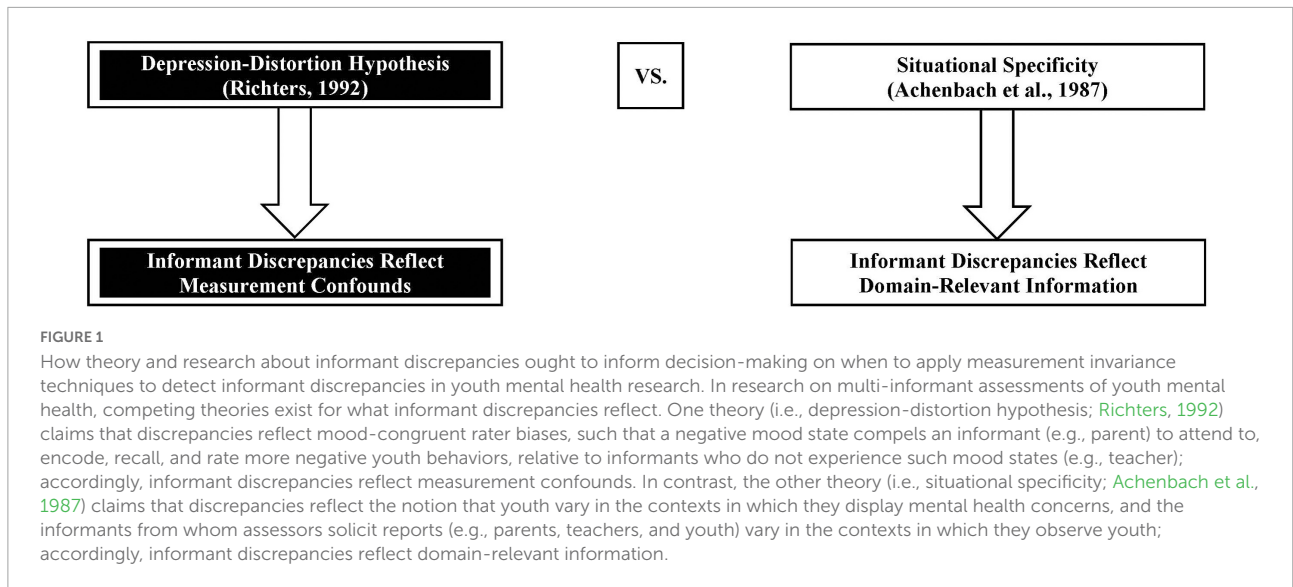 Depression-Distortion Hypothesis
(Richters, 1992)
VS.
Situational Specificity
(Achenbach et al., 1987)
Informant Discrepancies Reflect
Measurement Confounds
Informant Discrepancies Reflect
Domain-Relevant Information
FIGURE 1
How theory and research about informant discrepancies ought to inform decision-making on when to apply measurement invariance
techniques to detect informant discrepancies in youth mental health research. In research on multi-informant assessments of youth mental
health, competing theories exist for what informant discrepancies reflect. One theory (i.e., depression-distortion hypothesis; Richters, 1992)
claims that discrepancies reflect mood-congruent rater biases, such that a negative mood state compels an informant (e.g., parent) to attend to,
encode, recall, and rate more negative youth behaviors, relative to informants who do not experience such mood states (e.g., teacher);
accordingly, informant discrepancies reflect measurement confounds. In contrast, the other theory (i.e., situational specificity; Achenbach et al.,
1987) claims that discrepancies reflect the notion that youth vary in the contexts in which they display mental health concerns, and the
informants from whom assessors solicit reports (e.g., parents, teachers, and youth) vary in the contexts in which they observe youth;
accordingly, informant discrepancies reflect domain-relevant information.